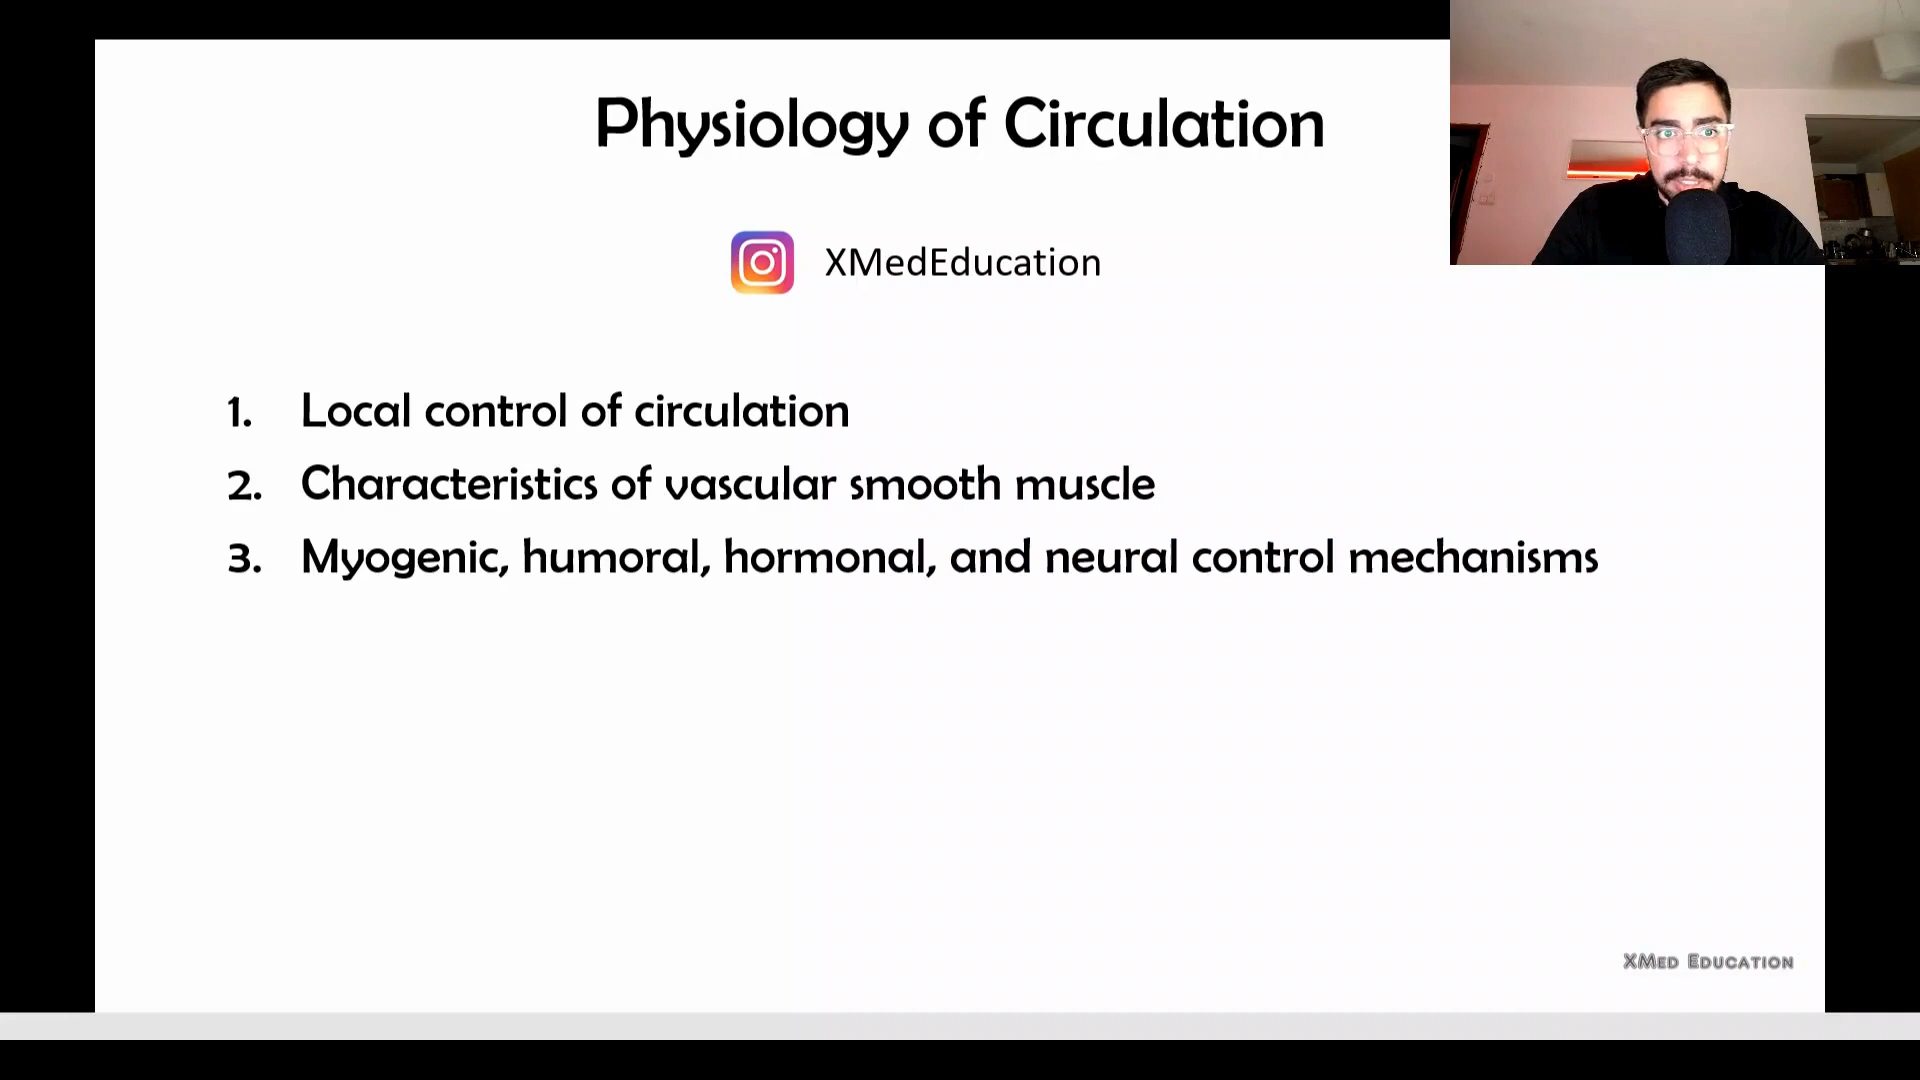 Physiology of Circulation
XMedEducation
1. Local control of circulation
2. Characteristics of vascular smooth muscle
3. Myogenic, humoral, hormonal, and neural control mechanisms
XMed Education